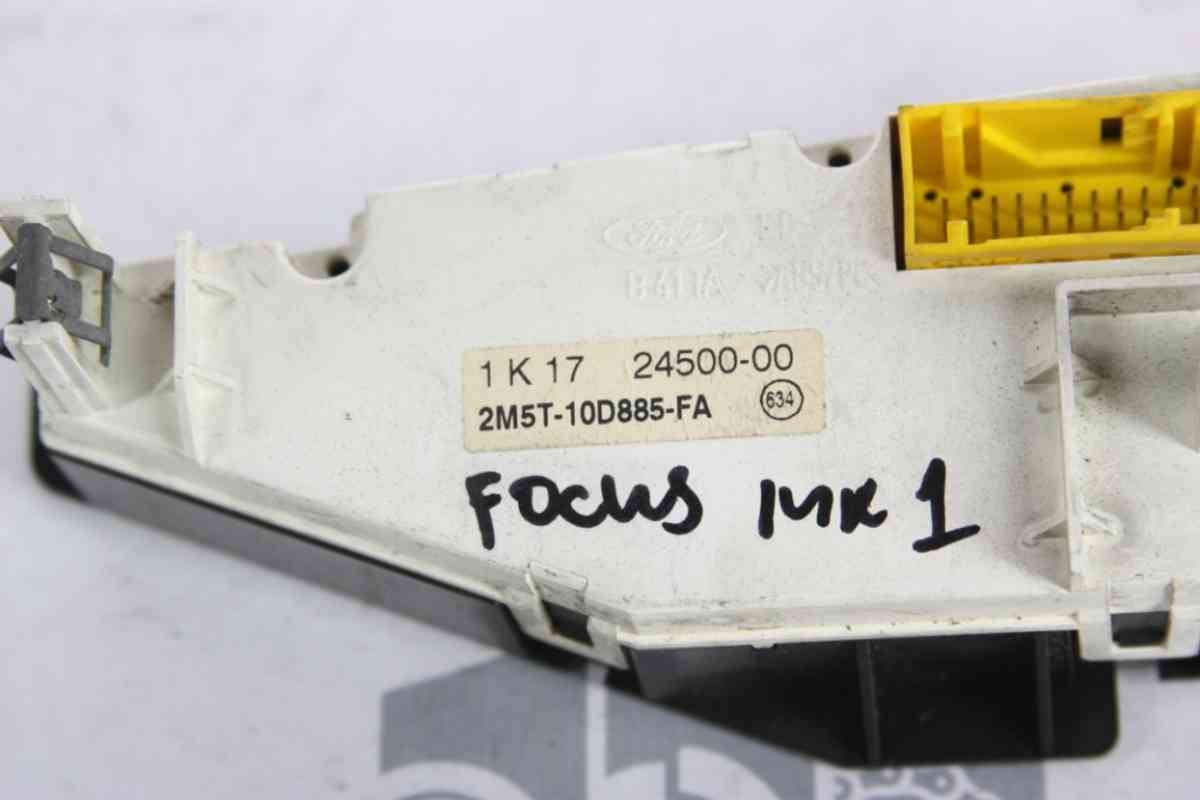 Ford
1 K 17 24500-00
2M5T-10D885-FA 634
FOCUS MK 1